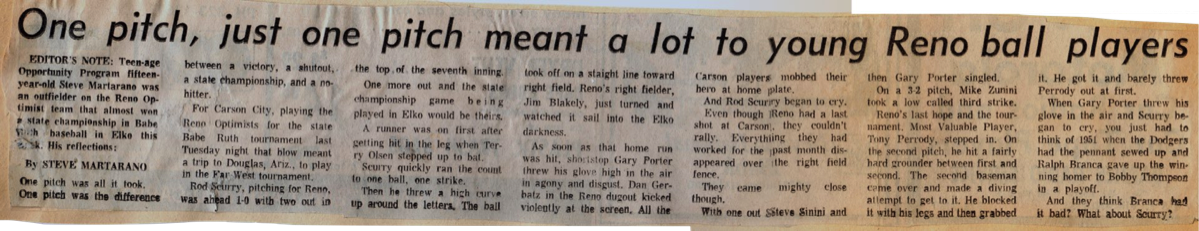 One pitch, just one pitch meant a lot to young Reno ball players
EDITOR'S NOTE: Teen-age
Opportunity Program fifteen-
year-old Steve Martarano was
an outfielder on the Reno Op-
timist team that almost won
a state championship in Babe
baseball in Elko this
His reflections:
By STEVE MARTARANO
One pitch was all it took.
One pitch was the difference
between a victory, a shutout,
a state championship, and a no-
hitter.
For Carson City, playing the
Reno Optimists for the state
Babe Ruth tournament last
Tuesday night that blow meant
a trip to Douglas, Ariz., to play
in the Far West tournament.
Rod Scurry, pitching for Reno,
was ahead 1-0 with two out in
the top of the seventh inning.
One more out and the state
championship game being
played in Elko would be theirs.
A runner was on first after
getting hit in the leg when Ter-
ry Olsen stepped up to bat.
Scurry quickly ran the count
to one ball, one strike.
Then he threw a high curve
up around the letters. The ball
took off on a staight line toward
right field. Reno's right fielder,
Jim Blakely, just turned and
watched it sail into the Elko
darkness.
As soon as that home run
was hit, shortstop Gary Porter
threw his glove high in the air
in agony and disgust. Dan Ger-
batz in the Reno dugout kicked
violently at the screen. All the
Carson players mobbed their
hero at home plate.
And Rod Scurry began to cry.
Even though Reno had a last
shot at Carson, they couldn't
rally. Everything they had
worked for the past month dis-
appeared over the right field
fence.
They came mighty close
though.
With one out SSteve Sinini and
then Gary Porter singled.
On a 3-2 pitch, Mike Zunini
took a low called third strike.
Reno's last hope and the tour-
nament. Most Valuable Player,
Tony Perrody, stepped in. On
the second pitch, he hit a fairly
hard grounder between first and
second. The second baseman
came over and made a diving
attempt to get to it. He blocked
it with his legs and then grabbed
it. He got it and barely threw
Perrody out at first.
When Gary Porter threw his
glove in the air and Scurry be-
gan to cry, you just had to
think of 1951 when the Dodgers
had the pennant sewed up and
Ralph Branca gave up the win-
ning homer to Bobby Thompson
in a playoff.
And they think Branca had
it bad? What about Scurry?